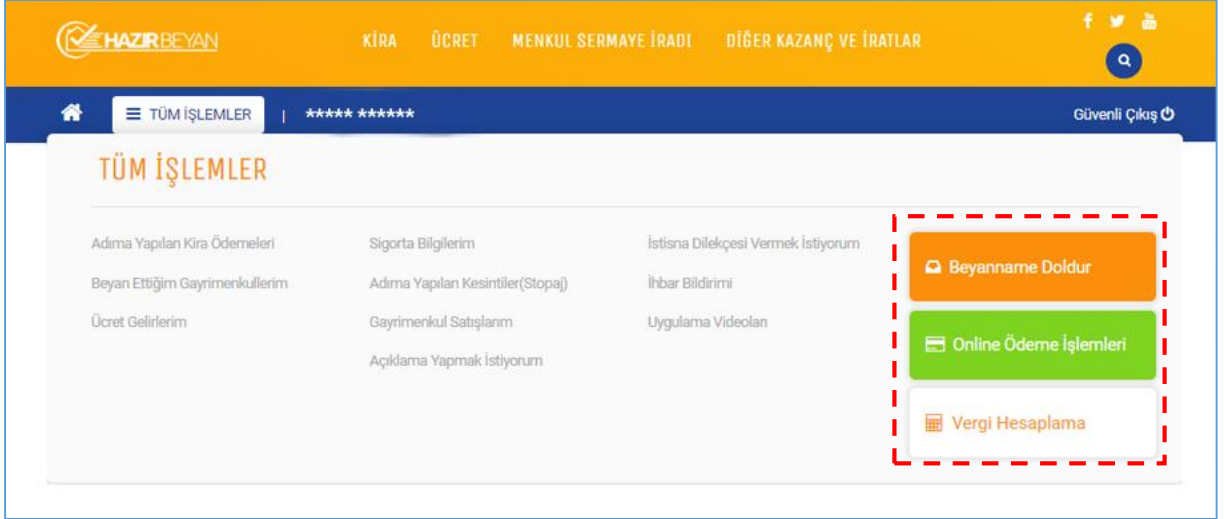 HAZIRBEYAN
KİRA ÜCRET MENKUL SERMAYE İRADI DİĞER KAZANÇ VE İRATLAR
TÜM İŞLEMLER | ***** ****** Güvenli Çıkış
TÜM İŞLEMLER
Adıma Yapılan Kira Ödemeleri
Beyan Ettiğim Gayrimenkullerim
Ücret Gelirlerim
Sigorta Bilgilerim
Adıma Yapılan Kesintiler(Stopaj)
Gayrimenkul Satışlarım
Açıklama Yapmak İstiyorum
İstisna Dilekçesi Vermek İstiyorum
İhbar Bildirimi
Uygulama Videoları
Beyanname Doldur
Online Ödeme İşlemleri
Vergi Hesaplama